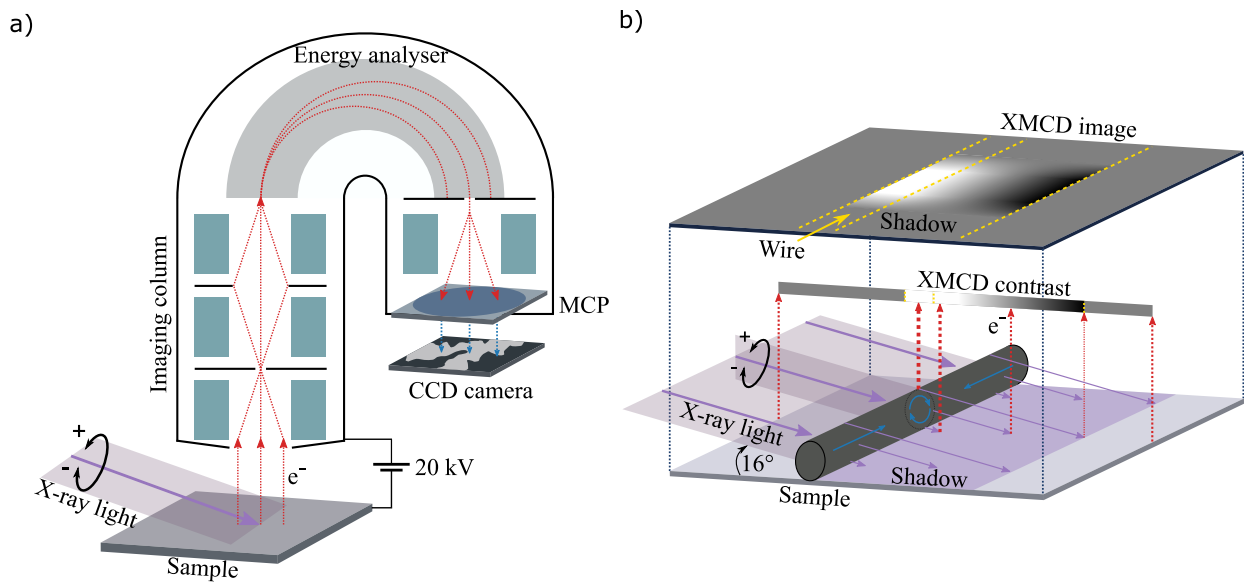 a)
Energy analyser
Imaging column
MCP
CCD camera
+
-
X-ray light
e-
20 kV
Sample
b)
XMCD image
Shadow
Wire
XMCD contrast
e-
+
-
X-ray light
16°
Shadow
Sample